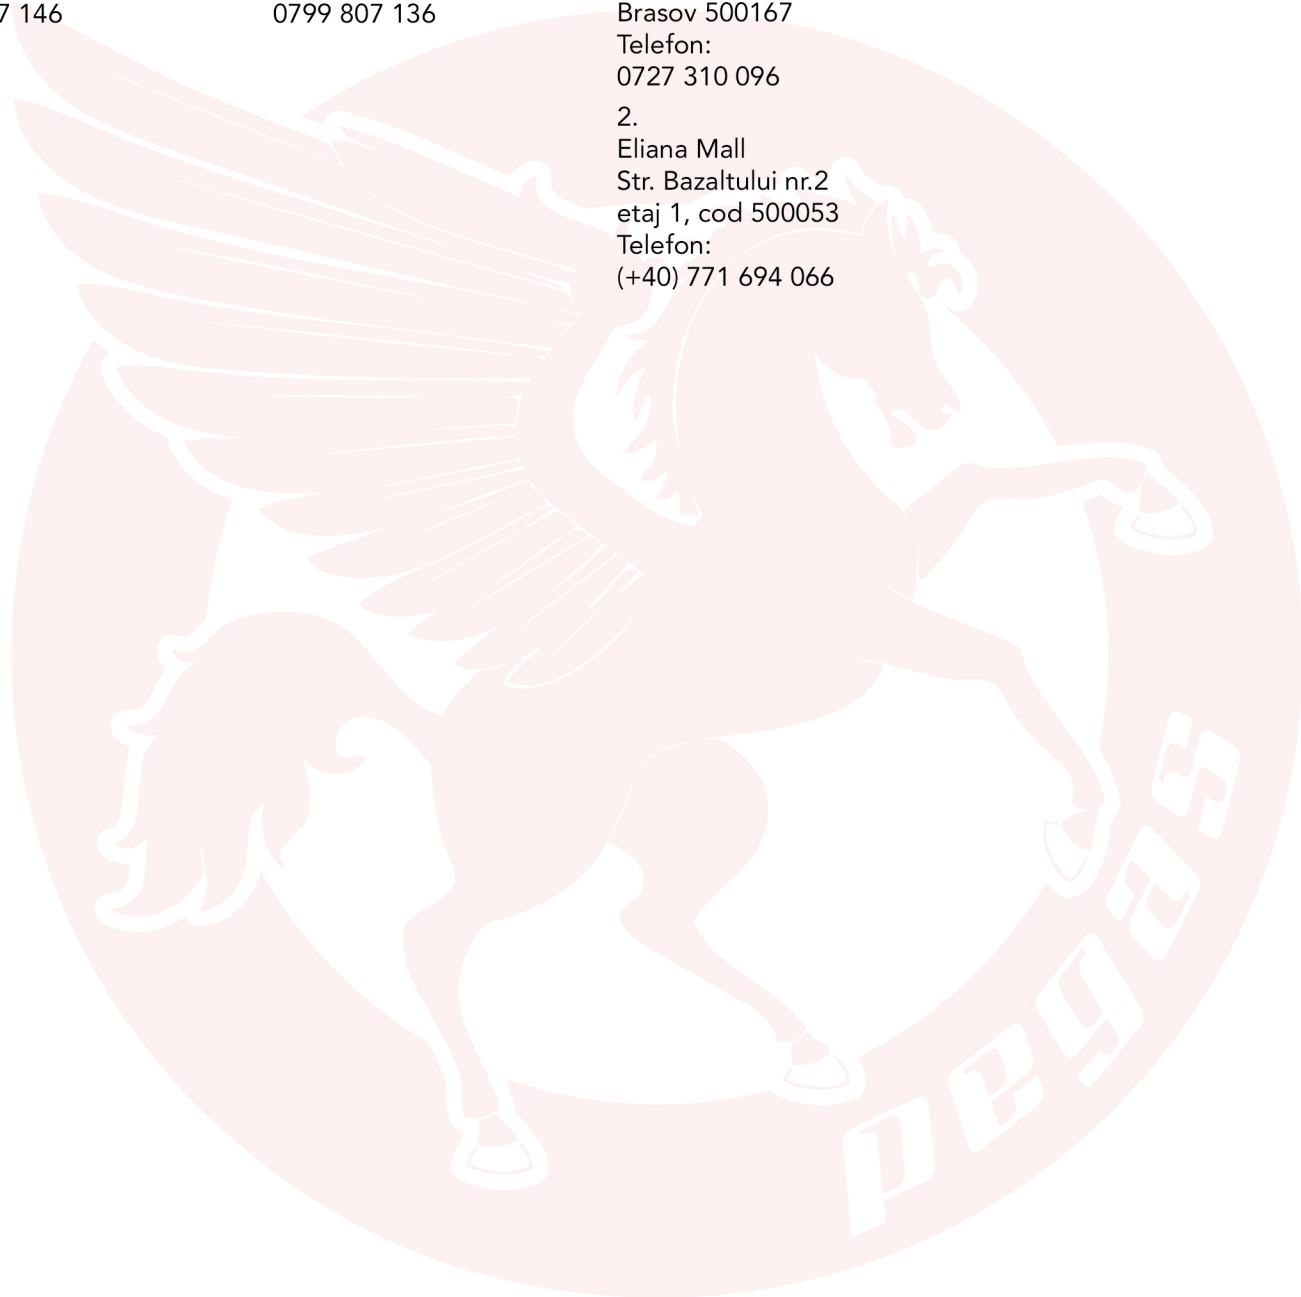 7 146
0799 807 136
Brasov 500167
Telefon:
0727 310 096
2.
Eliana Mall
Str. Bazaltului nr.2
etaj 1, cod 500053
Telefon:
(+40) 771 694 066
pegas